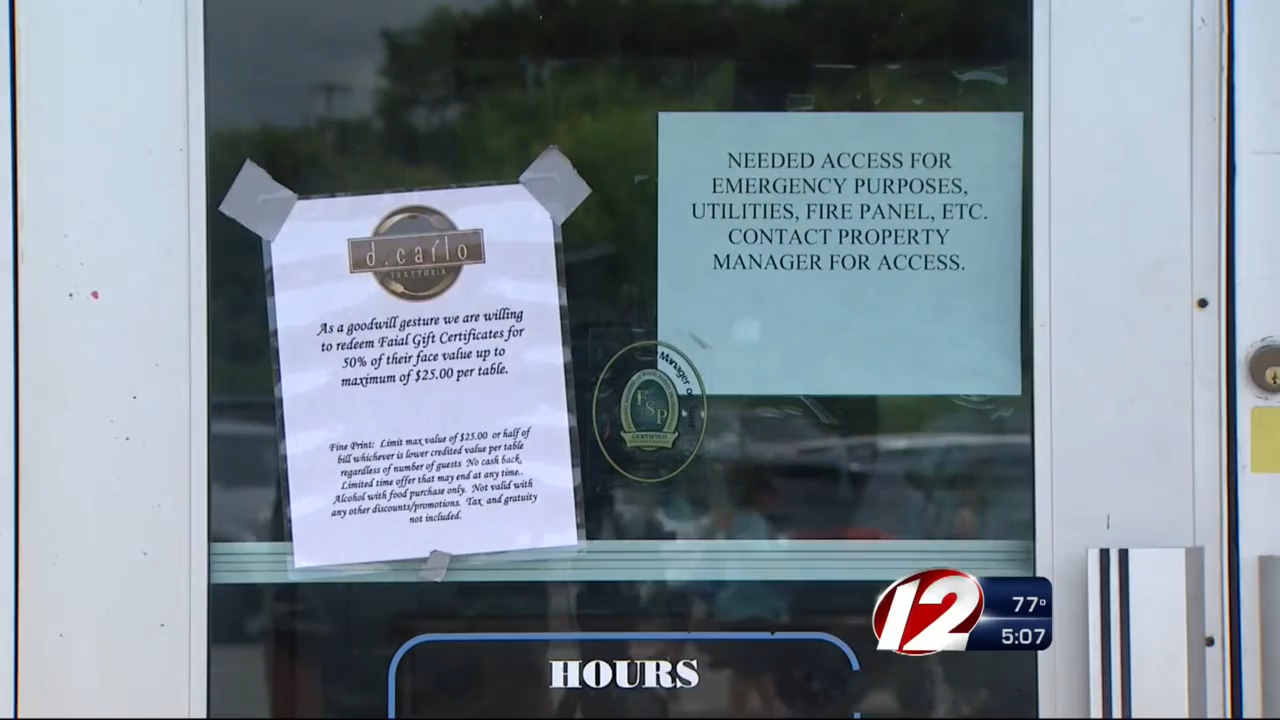 d.carlo
TRATTORIA
As a goodwill gesture we are willing
to redeem Faial Gift Certificates for
50% of their face value up to
maximum of $25.00 per table.
Fine Print: Limit max value of $25.00 or half of
bill whichever is lower credited value per table
regardless of number of guests No cash back.
Limited time offer that may end at any time..
Alcohol with food purchase only. Not valid with
any other discounts/promotions. Tax and gratuity
not included.
NEEDED ACCESS FOR
EMERGENCY PURPOSES,
UTILITIES, FIRE PANEL, ETC.
CONTACT PROPERTY
MANAGER FOR ACCESS.
Manager
FSP
CERTIFIED
HOURS
12
77°
5:07